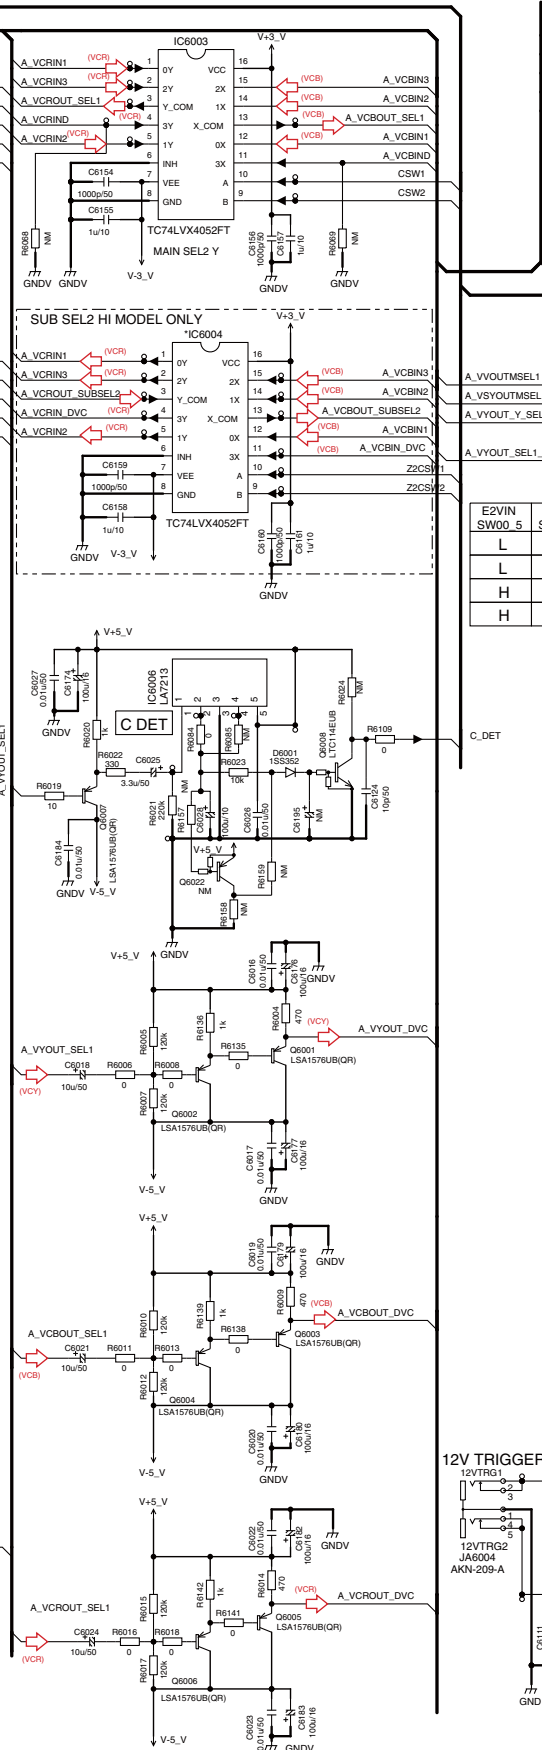 IC6003
V+3_V
A_VCRIN1
(VCR)
1
0Y
VCC
16
A_VCRIN3
(VCR)
2
2Y
2X
15
(VCB)
A_VCBIN3
A_VCROUT_SEL1
(VCR)
3
Y_COM
1X
14
(VCB)
A_VCBIN2
A_VCRIND
4
3Y
X_COM
13
(VCB)
A_VCBOUT_SEL1
A_VCRIN2
(VCR)
5
1Y
0X
12
(VCB)
A_VCBIN1
6
INH
3X
11
A_VCBIND
C6154
1000p/50
7
VEE
A
10
CSW1
8
GND
B
9
CSW2
C6155
1u/10
TC74LVX4052FT
MAIN SEL2 Y
R6068
NM
GNDV
GNDV
V-3_V
C6156
1000p/50
C6157
1u/10
GNDV
R6069
NM
GNDV
SUB SEL2 HI MODEL ONLY
V+3_V
*IC6004
A_VCRIN1
(VCR)
1
0Y
VCC
16
A_VCRIN3
(VCR)
2
2Y
2X
15
(VCB)
A_VCBIN3
A_VCROUT_SUBSEL2
(VCR)
3
Y_COM
1X
14
(VCB)
A_VCBIN2
A_VCRIN_DVC
4
3Y
X_COM
13
(VCB)
A_VCBOUT_SUBSEL2
A_VCRIN2
(VCR)
5
1Y
0X
12
(VCB)
A_VCBIN1
6
INH
3X
11
A_VCBIN_DVC
C6159
1000p/50
7
VEE
A
10
Z2CSW1
8
GND
B
9
Z2CSW2
C6158
1u/10
TC74LVX4052FT
GNDV
V-3_V
C6160
1000p/50
C6161
1u/10
GNDV
A_VVOUTMSEL1
A_VSYOUTMSEL
A_VYOUT_Y_SEL
A_VYOUT_SEL1_
E2VIN
SW00_5
L
L
H
H
V+5_V
C6027
0.01u/50
C6174
100u/16
GNDV
R6020
1k
C DET
IC6006
LA7213
1
2
3
4
5
R6022
330
C6025
3.3u/50
R6084
0
R6085
NM
R6023
10k
D6001
1SS352
Q6008
LTC114EUB
R6024
NM
R6109
0
C_DET
A_VYOUT_SEL1
R6019
10
Q6007
LSA1576UB(QR)
C6184
0.01u/50
GNDV
V-5_V
R6021
220k
R6157
NM
C6028
100u/10
C6026
0.01u/50
C6195
NM
C6124
10p/50
V+5_V
Q6022
NM
R6158
NM
R6159
NM
GNDV
V+5_V
C6016
0.01u/50
C6176
100u/16
GNDV
R6005
120k
R6136
1k
R6004
470
(VCY)
A_VYOUT_DVC
A_VYOUT_SEL1
(VCY)
C6018
10u/50
R6006
0
R6008
0
R6135
0
Q6001
LSA1576UB(QR)
R6007
120k
Q6002
LSA1576UB(QR)
C6017
0.01u/50
C6177
100u/16
V-5_V
GNDV
V+5_V
C6019
0.01u/50
C6179
100u/16
GNDV
R6010
120k
R6139
1k
R6009
470
(VCB)
A_VCBOUT_DVC
A_VCBOUT_SEL1
(VCB)
C6021
10u/50
R6011
0
R6013
0
R6138
0
Q6003
LSA1576UB(QR)
R6012
120k
Q6004
LSA1576UB(QR)
C6020
0.01u/50
C6180
100u/16
V-5_V
GNDV
12V TRIGGER
12VTRG1
2
3
1
4
5
12VTRG2
JA6004
AKN-209-A
V+5_V
C6022
0.01u/50
C6182
100u/16
GNDV
R6015
120k
R6142
1k
R6014
470
(VCR)
A_VCROUT_DVC
A_VCROUT_SEL1
(VCR)
C6024
10u/50
R6016
0
R6018
0
R6141
0
Q6005
LSA1576UB(QR)
R6017
120k
Q6006
LSA1576UB(QR)
C6023
0.01u/50
C6183
100u/16
V-5_V
GNDV
C6111
GND